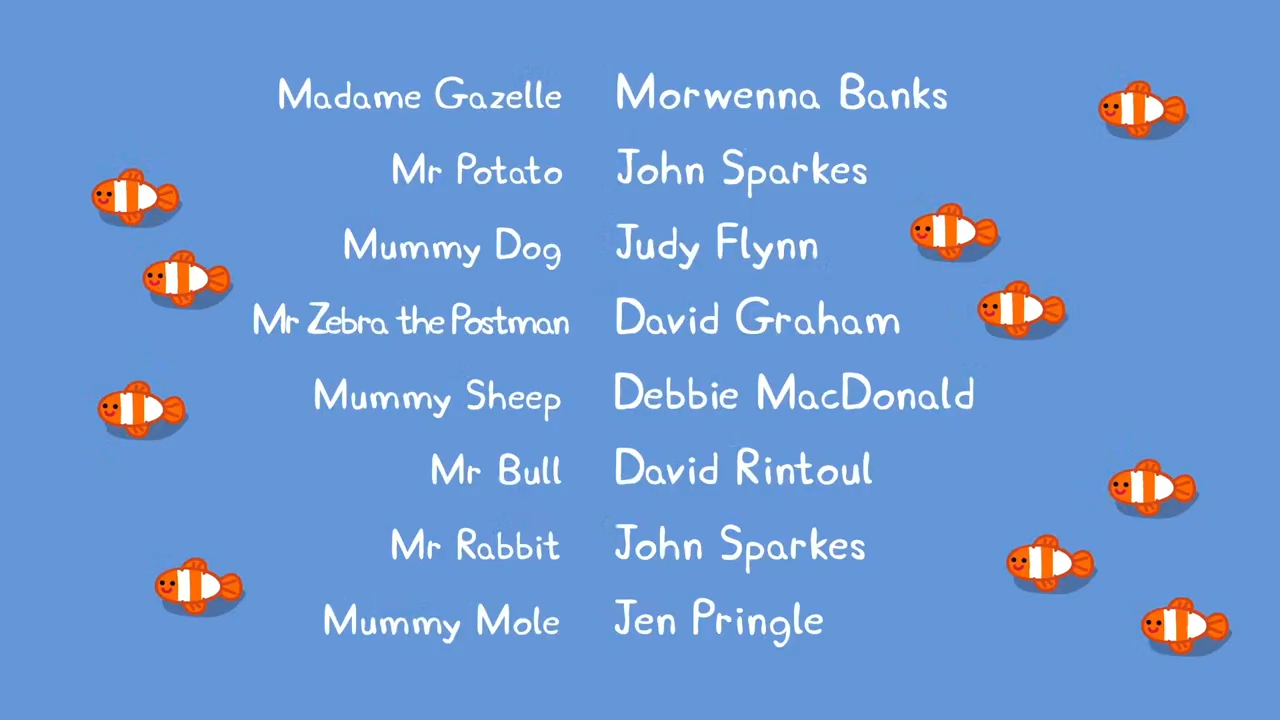 Madame Gazelle Morwenna Banks
Mr Potato John Sparkes
Mummy Dog Judy Flynn
Mr Zebra the Postman David Graham
Mummy Sheep Debbie MacDonald
Mr Bull David Rintoul
Mr Rabbit John Sparkes
Mummy Mole Jen Pringle